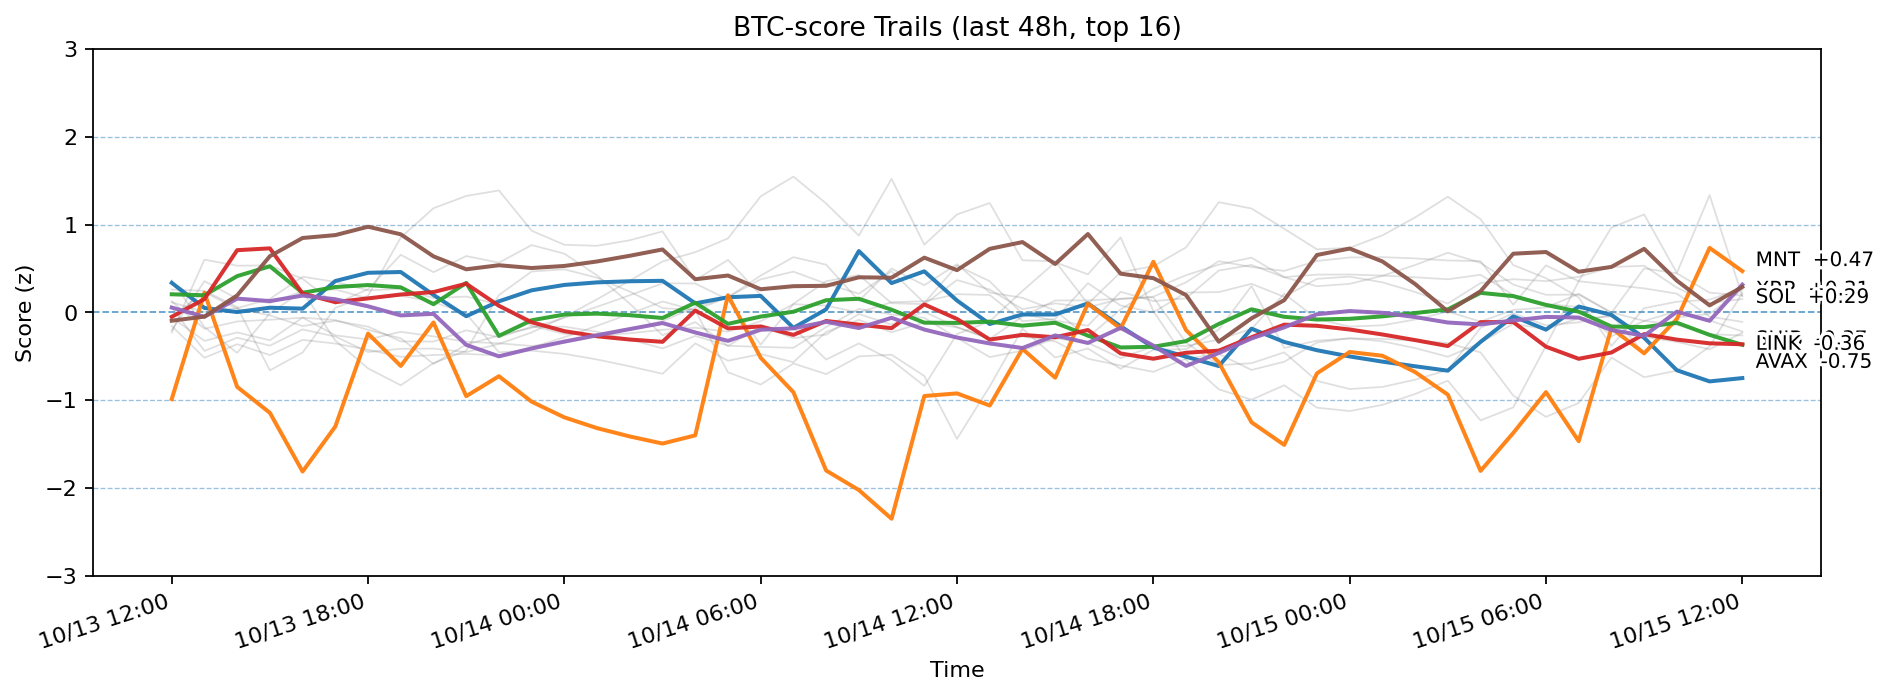 BTC-score Trails (last 48h, top 16)
Score (z)
3
2
1
0
−1
−2
−3
MNT +0.47
SOL +0.29
LINK -0.36
AVAX -0.75
10/13 12:00
10/13 18:00
10/14 00:00
10/14 06:00
10/14 12:00
10/14 18:00
10/15 00:00
10/15 06:00
10/15 12:00
Time